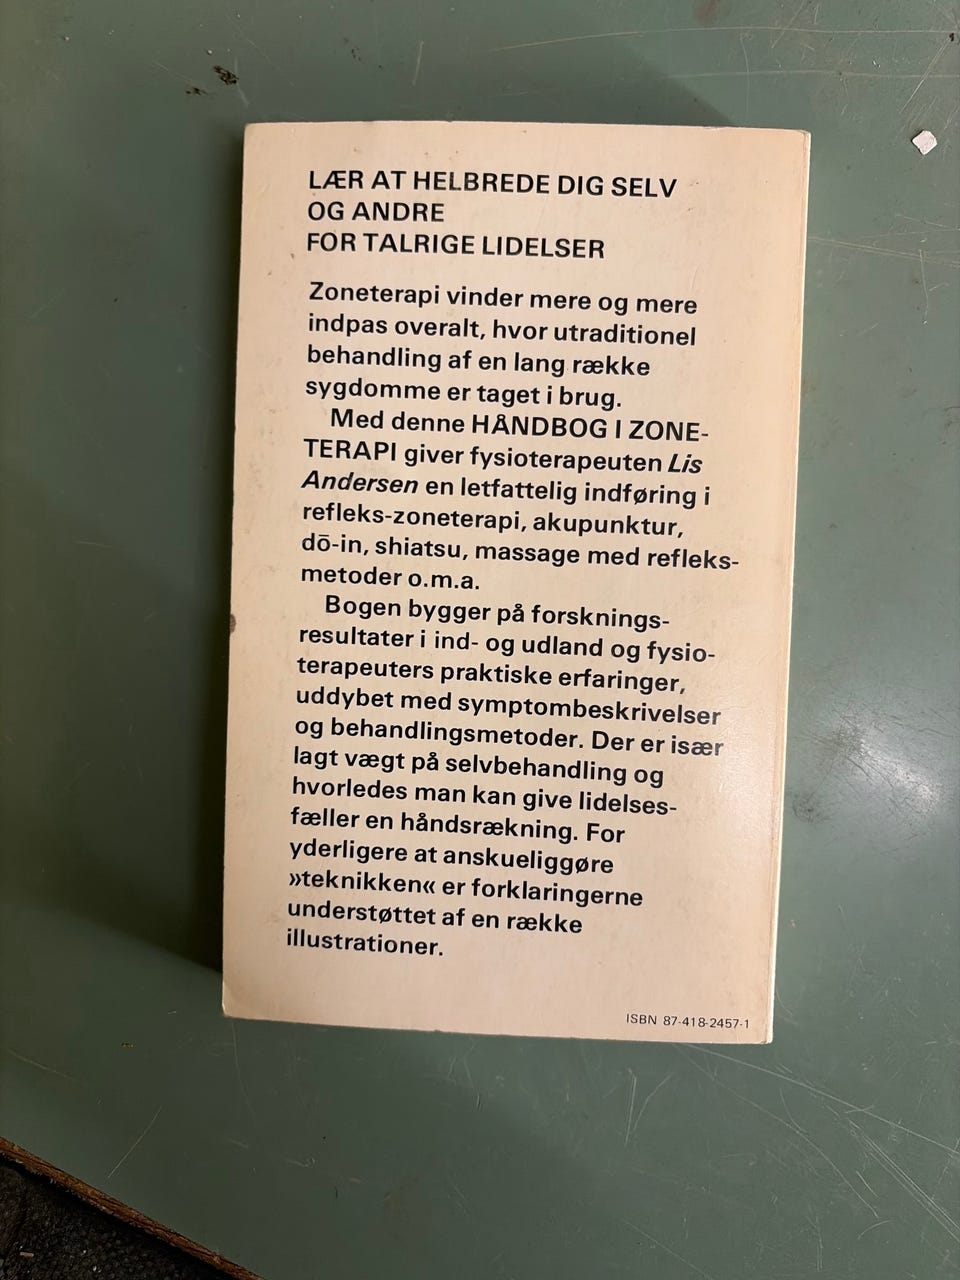 LÆR AT HELBREDE DIG SELV
OG ANDRE
FOR TALRIGE LIDELSER
Zoneterapi vinder mere og mere
indpas overalt, hvor utraditionel
behandling af en lang række
sygdomme er taget i brug.
Med denne HÅNDBOG I ZONE-
TERAPI giver fysioterapeuten Lis
Andersen en letfattelig indføring i
refleks-zoneterapi, akupunktur,
dō-in, shiatsu, massage med refleks-
metoder o.m.a.
Bogen bygger på forsknings-
resultater i ind- og udland og fysio-
terapeuters praktiske erfaringer,
uddybet med symptombeskrivelser
og behandlingsmetoder. Der er især
lagt vægt på selvbehandling og
hvorledes man kan give lidelses-
fæller en håndsrækning. For
yderligere at anskueliggøre
»teknikken« er forklaringerne
understøttet af en række
illustrationer.
ISBN 87-418-2457-1